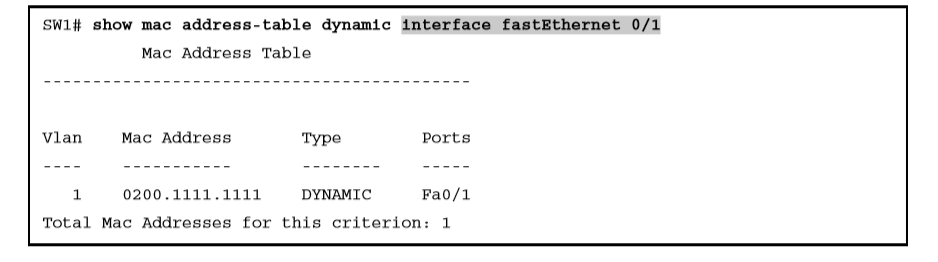 SW1# show mac address-table dynamic interface fastEthernet 0/1
Mac Address Table
-------------------------------------------
Vlan Mac Address Type Ports
---- ----------- -------- -----
1 0200.1111.1111 DYNAMIC Fa0/1
Total Mac Addresses for this criterion: 1